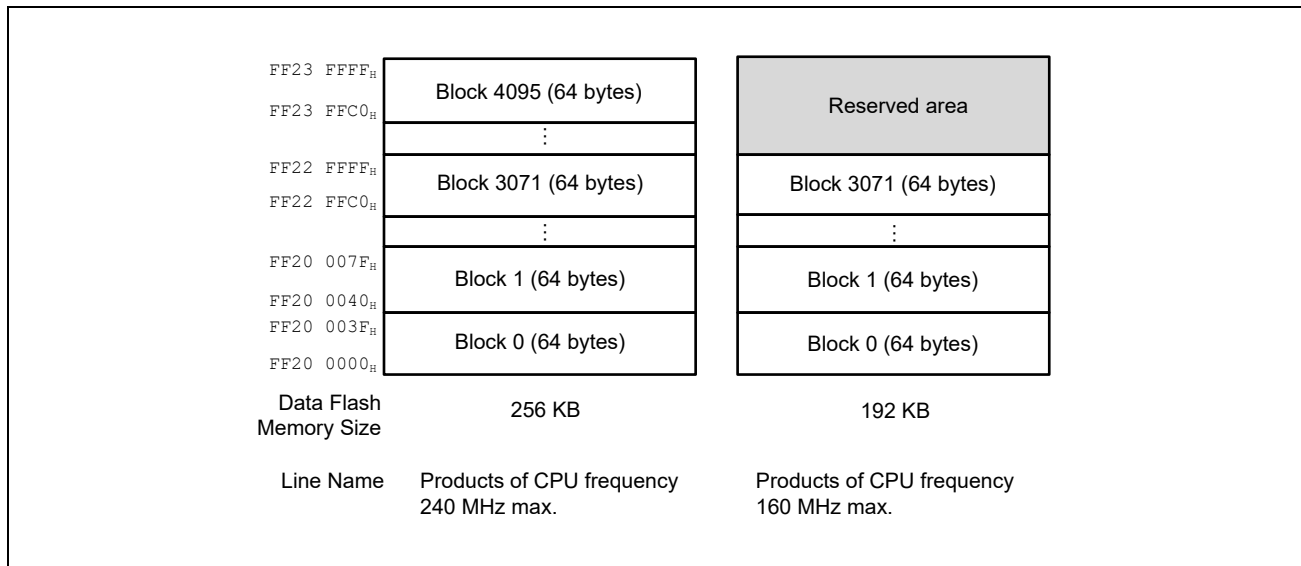 FF23 FFFFH
Block 4095 (64 bytes)
FF23 FFC0H
Reserved area
⋮
FF22 FFFFH
Block 3071 (64 bytes)
Block 3071 (64 bytes)
FF22 FFC0H
⋮
⋮
FF20 007FH
Block 1 (64 bytes)
Block 1 (64 bytes)
FF20 0040H
FF20 003FH
Block 0 (64 bytes)
Block 0 (64 bytes)
FF20 0000H
Data Flash
Memory Size
256 KB
192 KB
Line Name
Products of CPU frequency
240 MHz max.
Products of CPU frequency
160 MHz max.